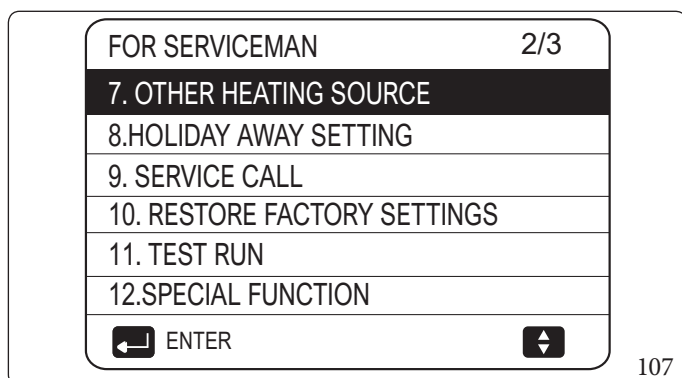 FOR SERVICEMAN 2/3
7. OTHER HEATING SOURCE
8.HOLIDAY AWAY SETTING
9. SERVICE CALL
10. RESTORE FACTORY SETTINGS
11. TEST RUN
12.SPECIAL FUNCTION
ENTER
107